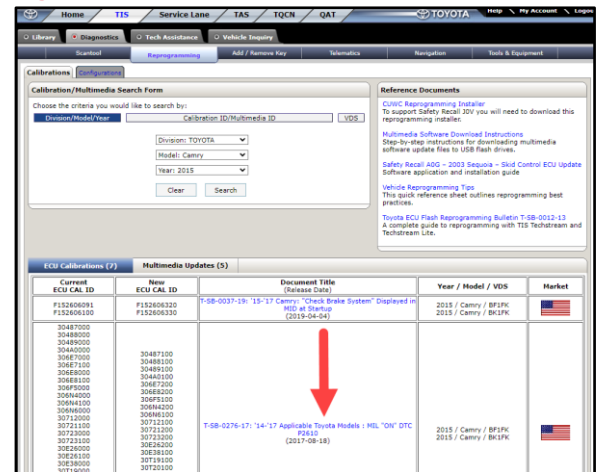 Home TIS Service Lane TAS TQCN QAT TOYOTA Help My Account Logos
Library Diagnostics Tech Assistance Vehicle Inquiry
Scantool Reprogramming Add / Remove Key Telematics Navigation Tools & Equipment
Calibrations Configurations
Calibration/Multimedia Search Form
Choose the criteria you would like to search by:
Division/Model/Year Calibration ID/Multimedia ID VDS
Division: TOYOTA
Model: Camry
Year: 2015
Clear Search
Reference Documents
CUWC Reprogramming Installer
To support Safety Recall J0V you will need to download this
reprogramming installer.
Multimedia Software Download Instructions
Step-by-step instructions for downloading multimedia
software update files to USB flash drives.
Safety Recall A0G - 2003 Sequoia - Skid Control ECU Update
Software application and installation guide
Vehicle Reprogramming Tips
This quick reference sheet outlines reprogramming best
practices.
Toyota ECU Flash Reprogramming Bulletin T-SB-0012-13
A complete guide to reprogramming with TIS Techstream and
Techstream Lite.
ECU Calibrations (7) Multimedia Updates (5)
Current
ECU CAL ID
New
ECU CAL ID
Document Title
(Release Date)
Year / Model / VDS
Market
F152606091
F152606100
F152606320
F152606330
T-SB-0037-19: '15-'17 Camry: "Check Brake System" Displayed in
MID at Startup
(2019-04-04)
2015 / Camry / BF1FK
2015 / Camry / BK1FK
30487000
30488000
30489000
304A0000
306E7000
306E7100
306E8000
306E8100
306F5000
306N4000
306N4100
306N6000
30712000
30721100
30723000
30723100
30E26000
30E26100
30E38000
30T19000
30487100
30488100
30489100
304A0100
306E7200
306E8200
306F5100
306N4200
306N6100
30712100
30721200
30723200
30E26200
30E38100
30T19100
30T20100
T-SB-0276-17: '14-'17 Applicable Toyota Models : MIL "ON" DTC
P2610
(2017-08-18)
2015 / Camry / BF1FK
2015 / Camry / BK1FK